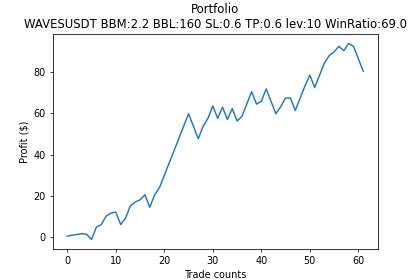 Portfolio
WAVESUSDT BBM:2.2 BBL:160 SL:0.6 TP:0.6 lev:10 WinRatio:69.0
Profit ($)
80
60
40
20
0
0 10 20 30 40 50 60
Trade counts